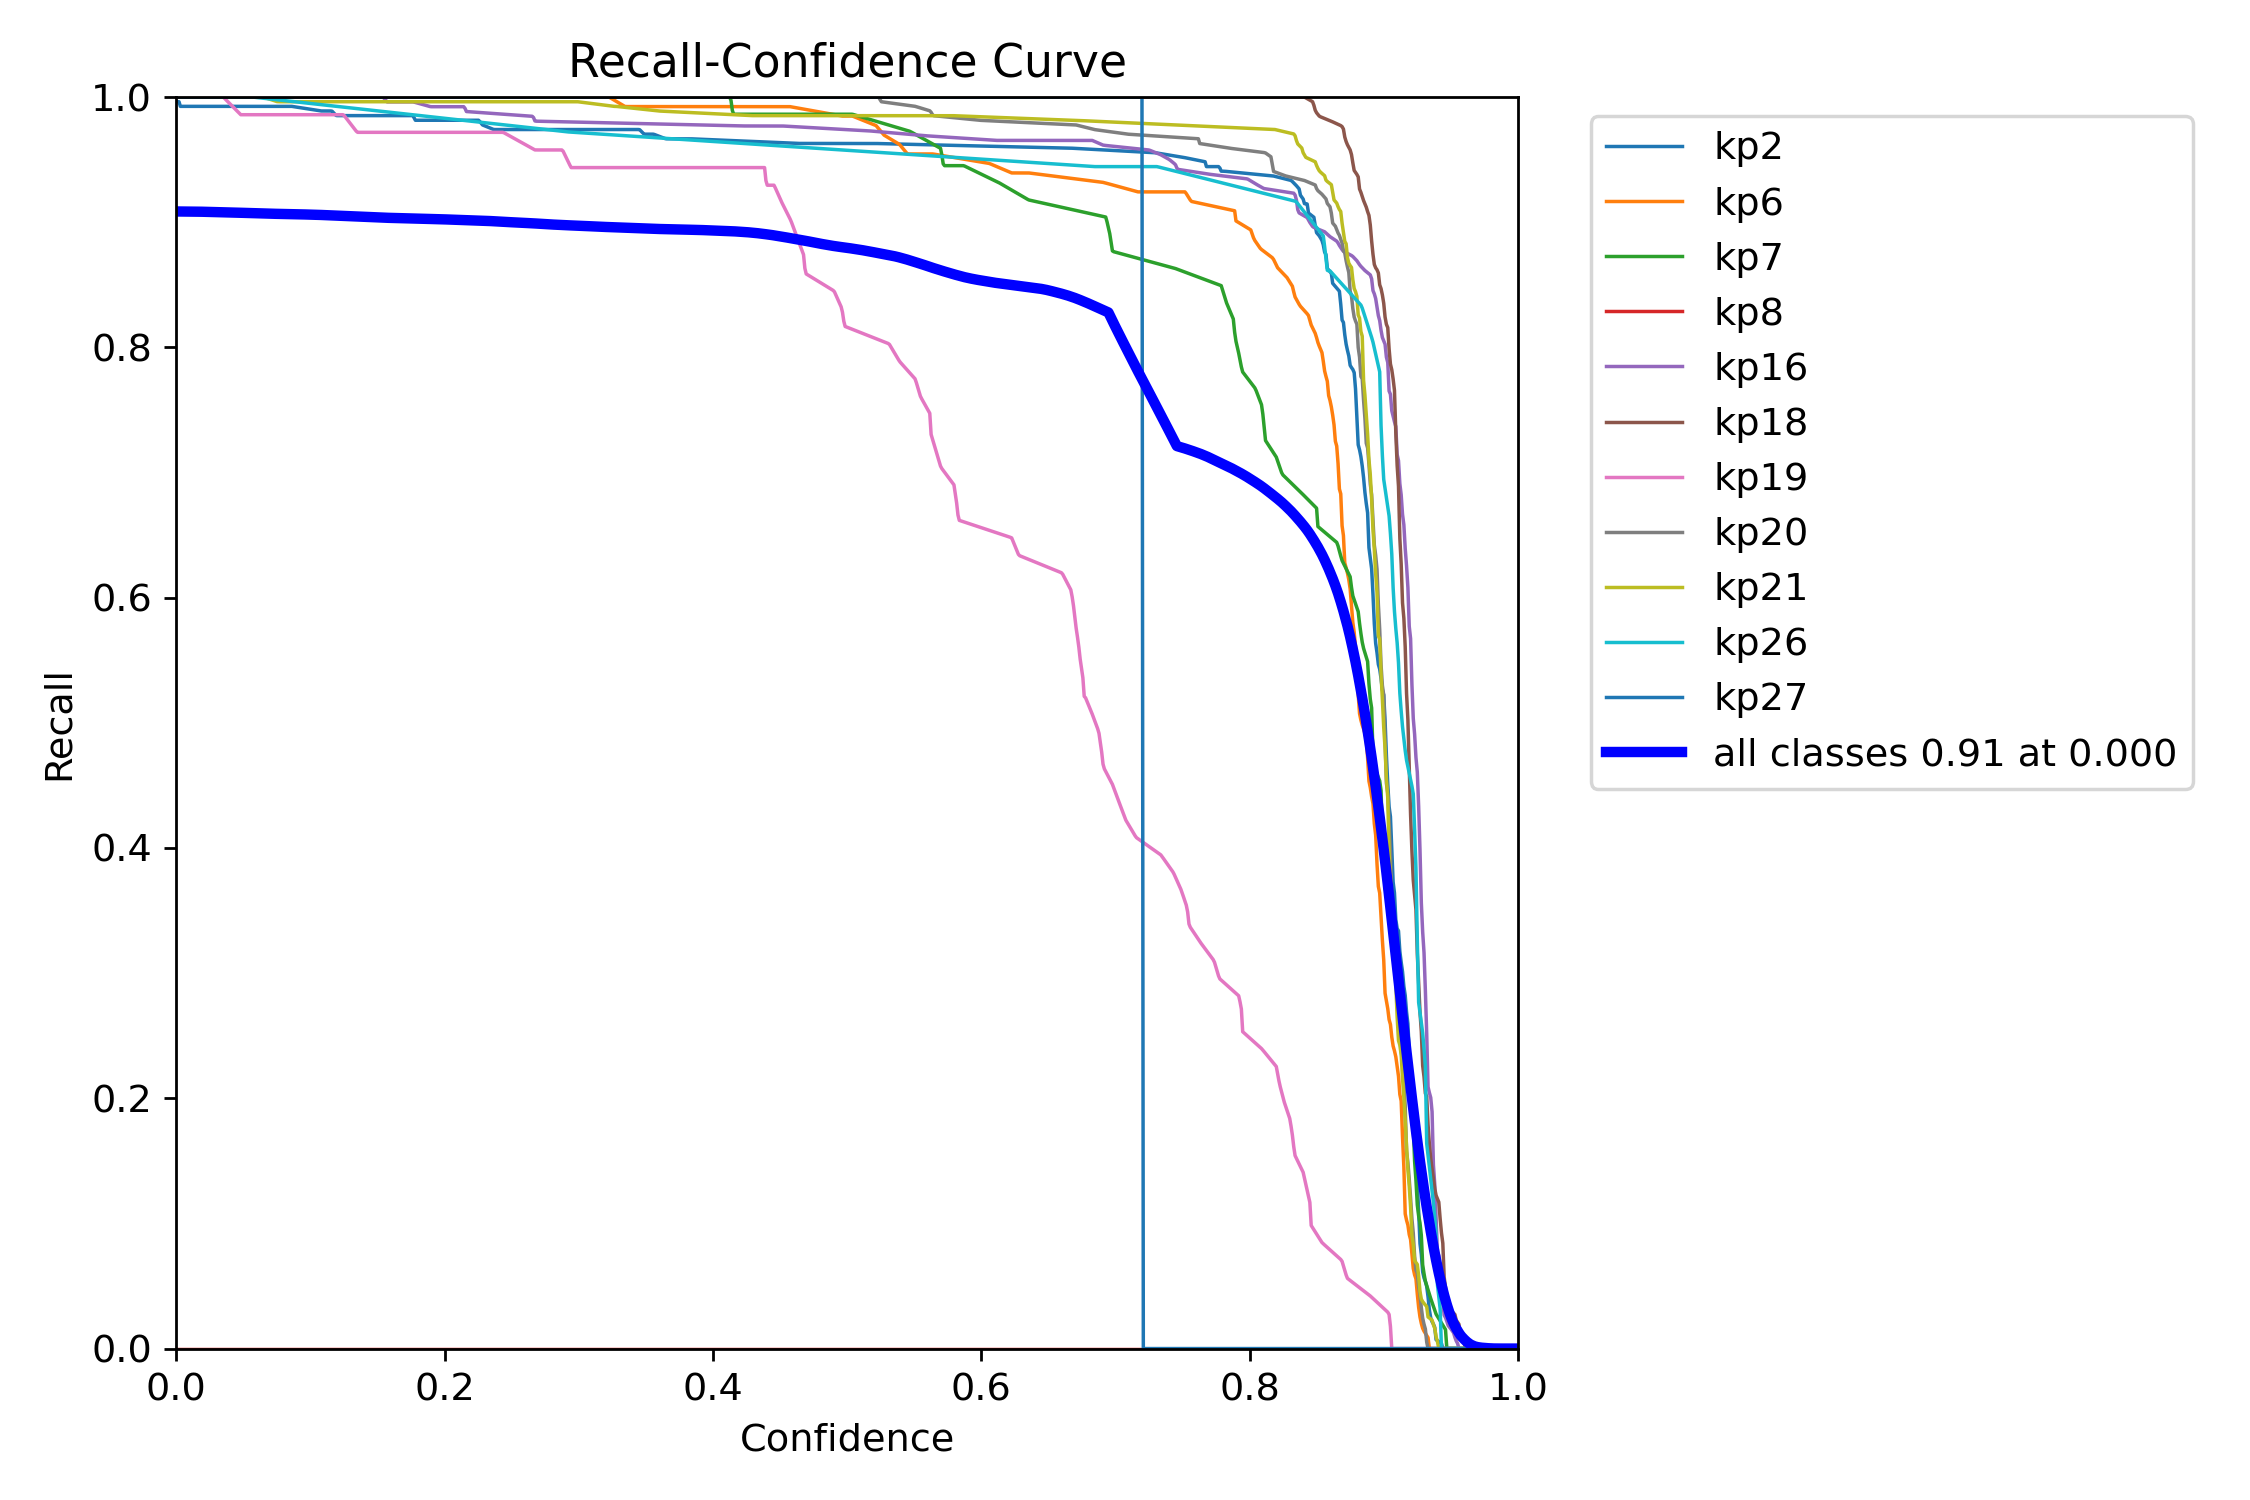 Recall-Confidence Curve
1.0
0.8
0.6
0.4
0.2
0.0
Recall
0.0 0.2 0.4 0.6 0.8 1.0
Confidence
kp2
kp6
kp7
kp8
kp16
kp18
kp19
kp20
kp21
kp26
kp27
all classes 0.91 at 0.000